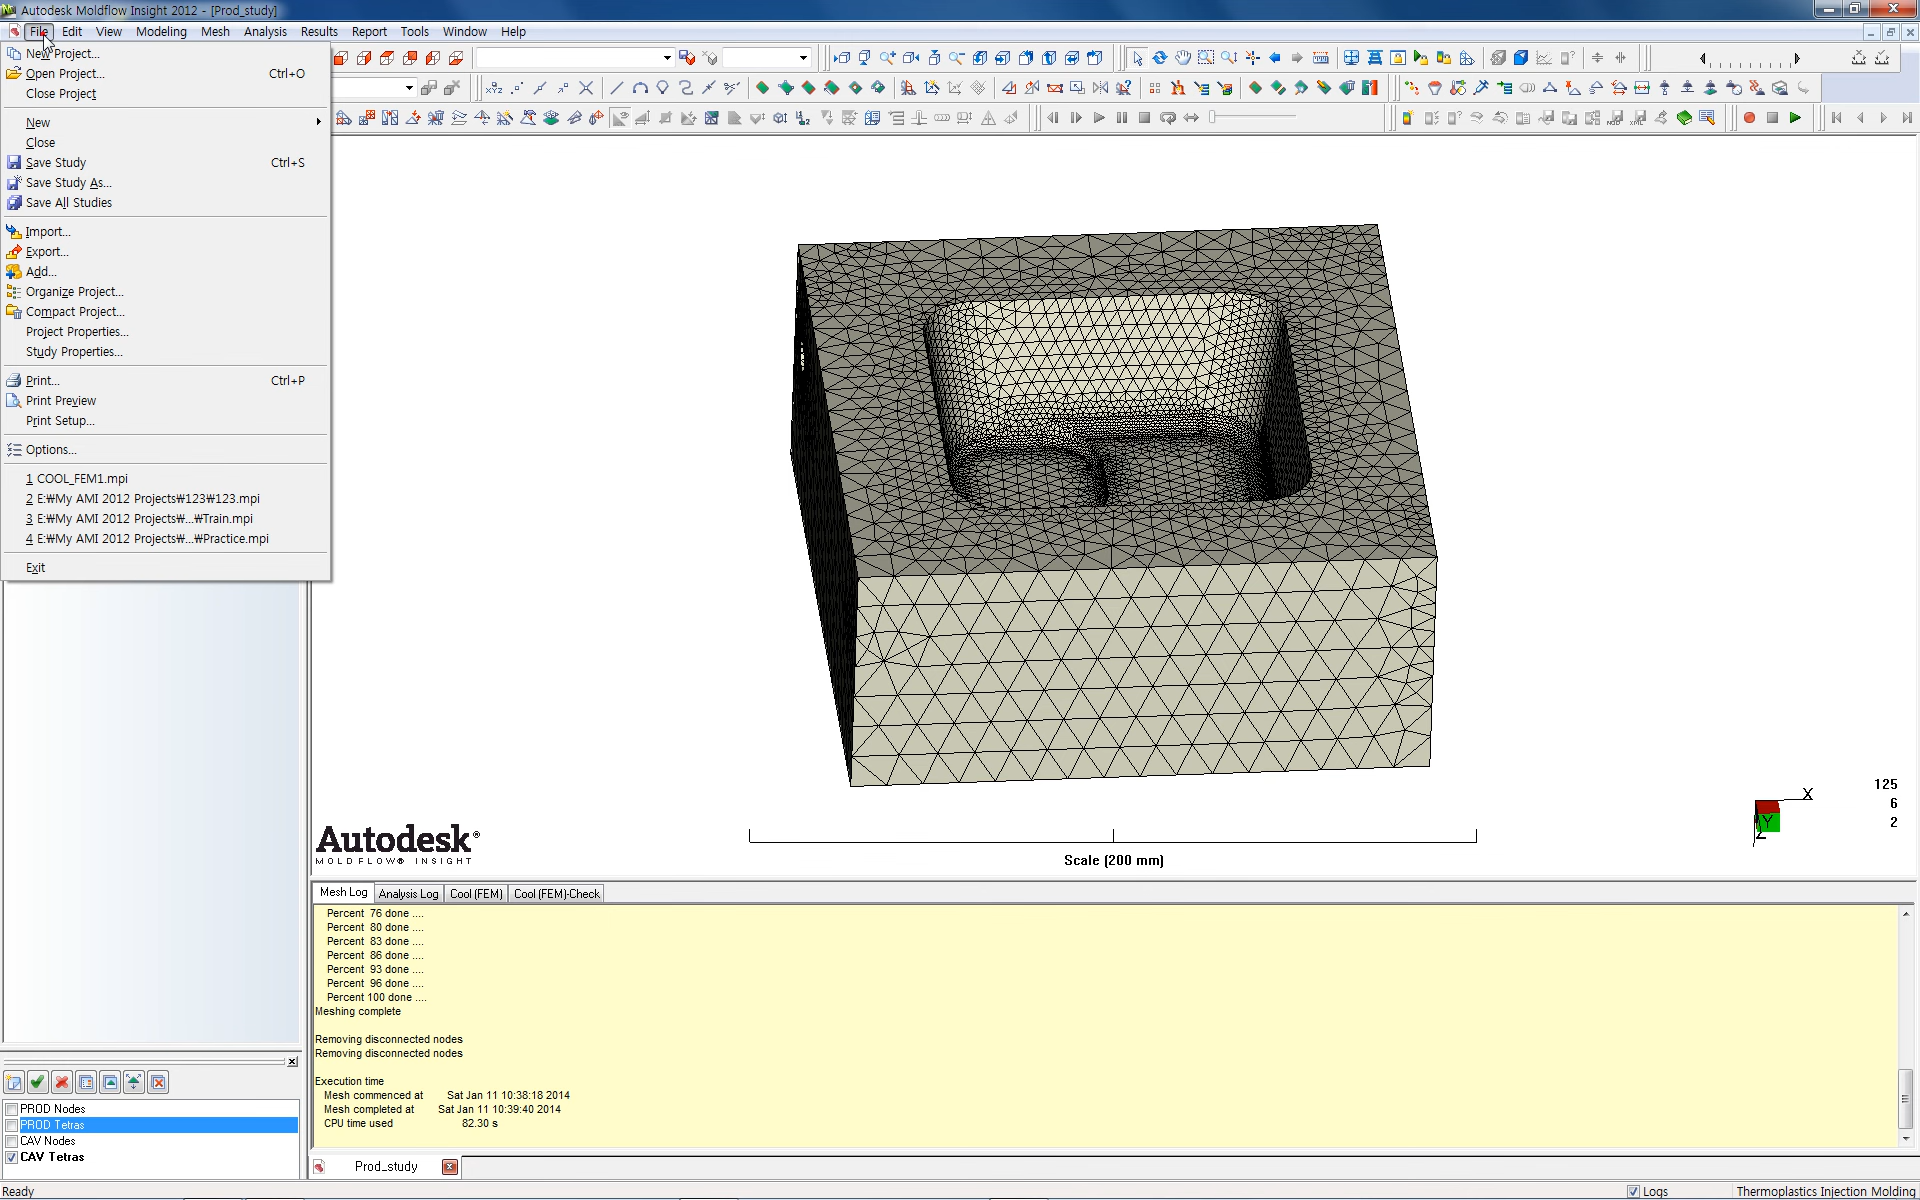 Autodesk Moldflow Insight 2012 - [Prod_study]
File Edit View Modeling Mesh Analysis Results Report Tools Window Help
New Project...
Open Project... Ctrl+O
Close Project
New
Close
Save Study Ctrl+S
Save Study As...
Save All Studies
Import...
Export...
Add...
Organize Project...
Compact Project...
Project Properties...
Study Properties...
Print... Ctrl+P
Print Preview
Print Setup...
Options...
1 COOL_FEM1.mpi
2 E:₩My AMI 2012 Projects₩123₩123.mpi
3 E:₩My AMI 2012 Projects₩...₩Train.mpi
4 E:₩My AMI 2012 Projects₩...₩Practice.mpi
Exit
125
6
2
X
Y
Z
Autodesk®
MOLDFLOW® INSIGHT
Scale (200 mm)
Mesh Log Analysis Log Cool (FEM) Cool (FEM)-Check
Percent 76 done ....
Percent 80 done ....
Percent 83 done ....
Percent 86 done ....
Percent 93 done ....
Percent 96 done ....
Percent 100 done ....
Meshing complete
Removing disconnected nodes
Removing disconnected nodes
Execution time
Mesh commenced at Sat Jan 11 10:38:18 2014
Mesh completed at Sat Jan 11 10:39:40 2014
CPU time used 82.30 s
PROD Nodes
PROD Tetras
CAV Nodes
CAV Tetras
Prod_study
Ready
Logs
Thermoplastics Injection Molding